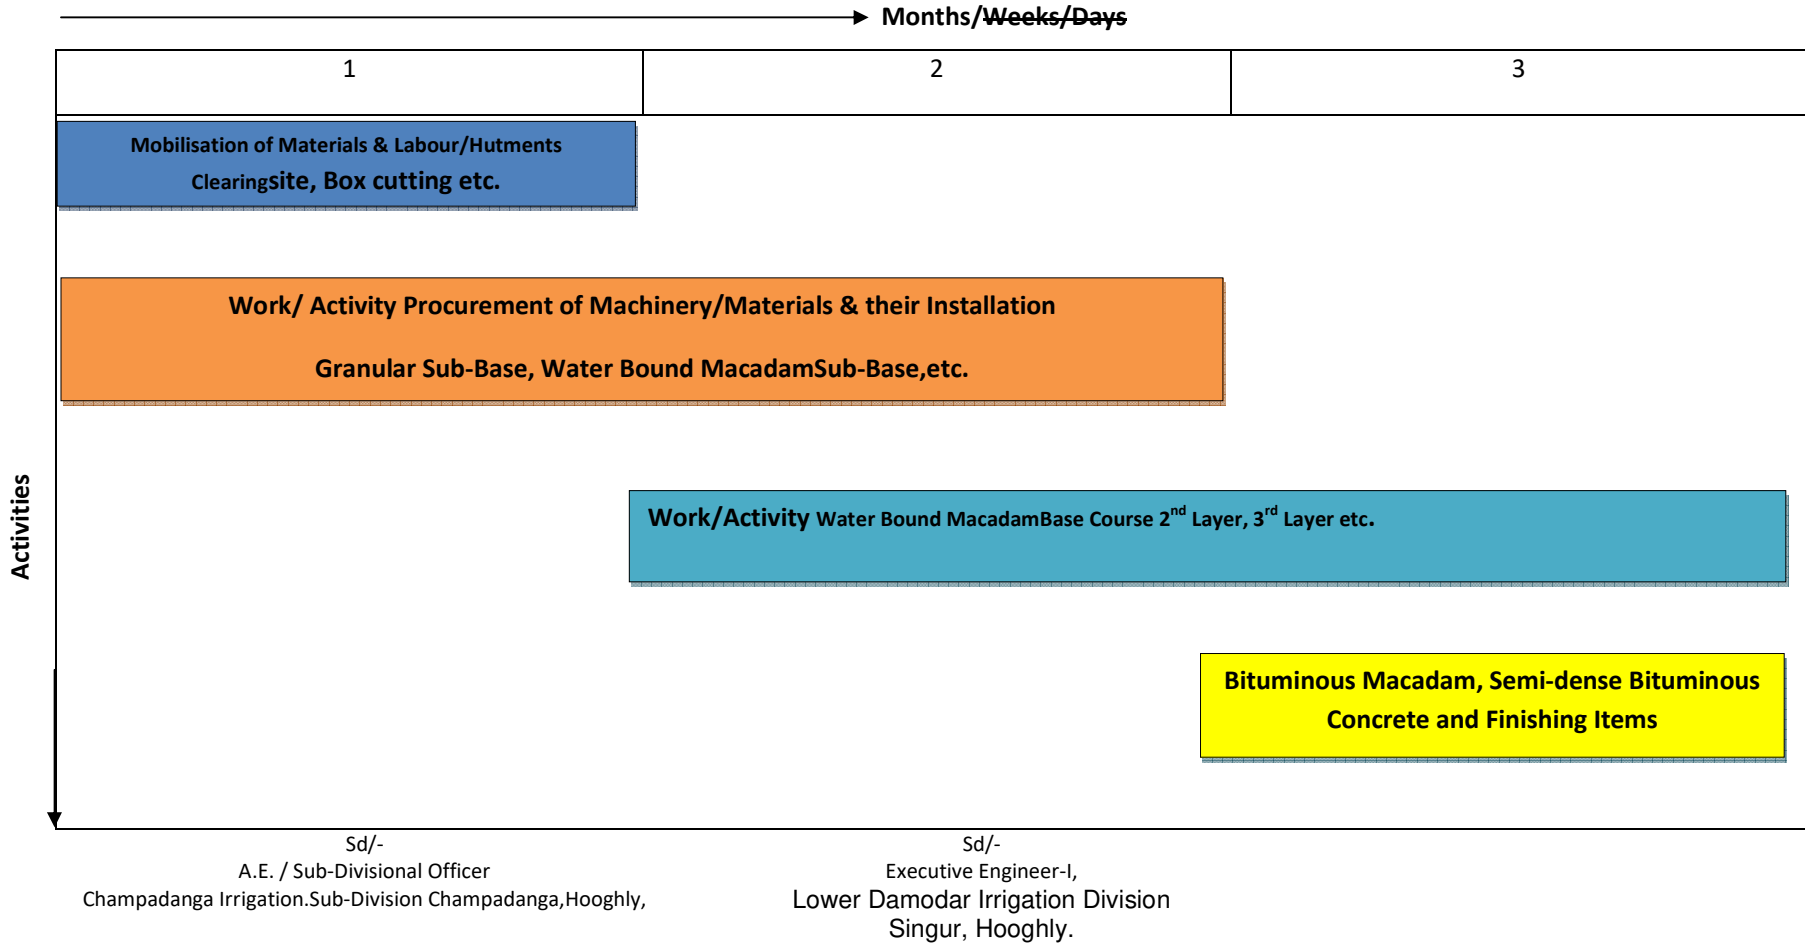 Months/Weeks/Days
1
2
3
Mobilisation of Materials & Labour/Hutments
Clearingsite, Box cutting etc.
Work/ Activity Procurement of Machinery/Materials & their Installation
Granular Sub-Base, Water Bound MacadamSub-Base,etc.
Activities
Work/Activity Water Bound MacadamBase Course 2nd Layer, 3rd Layer etc.
Bituminous Macadam, Semi-dense Bituminous
Concrete and Finishing Items
Sd/-
A.E. / Sub-Divisional Officer
Champadanga Irrigation.Sub-Division Champadanga,Hooghly,
Sd/-
Executive Engineer-I,
Lower Damodar Irrigation Division
Singur, Hooghly.